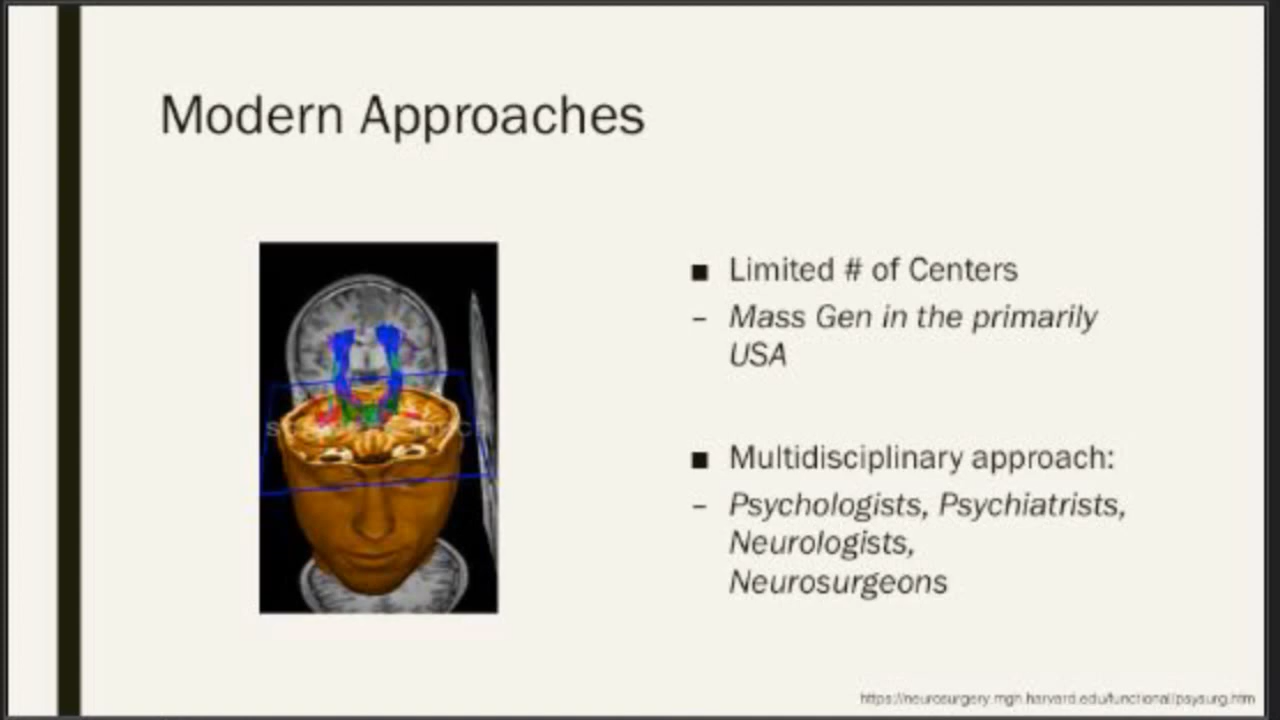 Modern Approaches
■ Limited # of Centers
– Mass Gen in the primarily
USA
■ Multidisciplinary approach:
– Psychologists, Psychiatrists,
Neurologists,
Neurosurgeons
https://neurosurgery.mgh.harvard.edu/functional/psysurg.htm